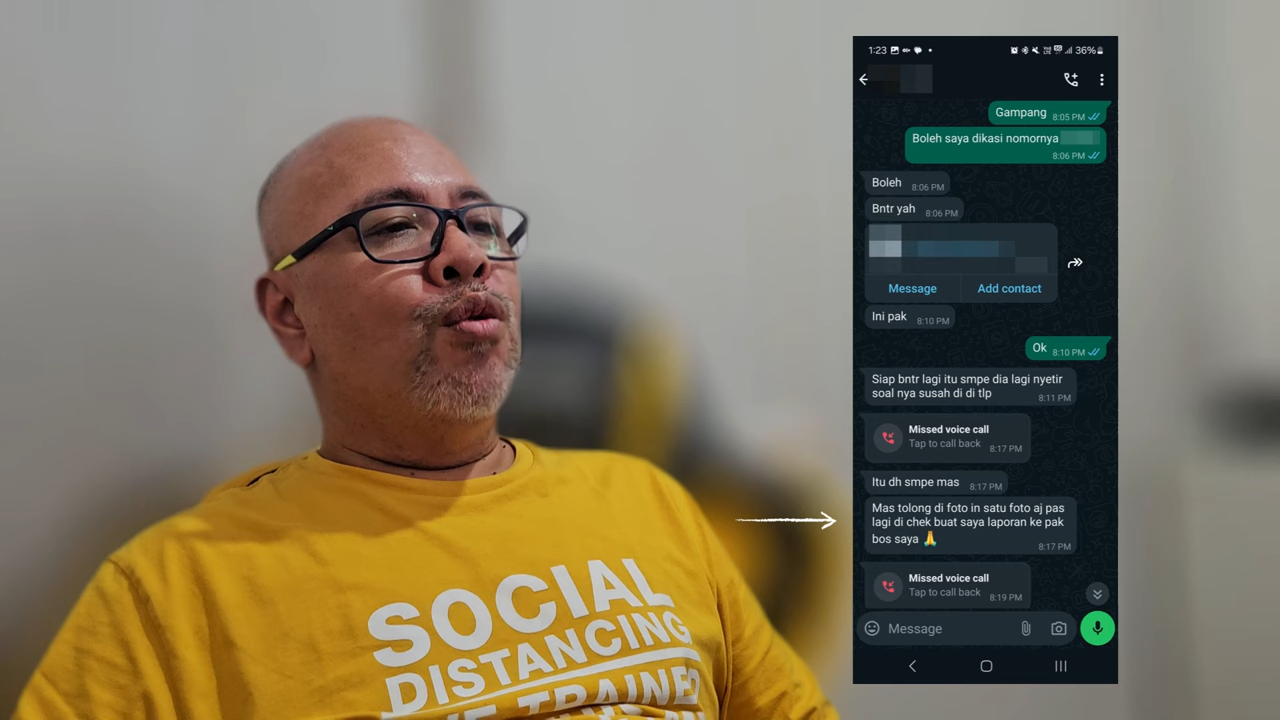 SOCIAL
DISTANCING
1:23
36%
Gampang
8:05 PM
Boleh saya dikasi nomornya
8:06 PM
Boleh
8:06 PM
Bntr yah
8:06 PM
Message
Add contact
Ini pak
8:10 PM
Ok
8:10 PM
Siap bntr lagi itu smpe dia lagi nyetir
soal nya susah di di tlp
8:11 PM
Missed voice call
Tap to call back
8:17 PM
Itu dh smpe mas
8:17 PM
Mas tolong di foto in satu foto aj pas
lagi di chek buat saya laporan ke pak
bos saya 🙏
8:17 PM
Missed voice call
Tap to call back
8:19 PM
Message